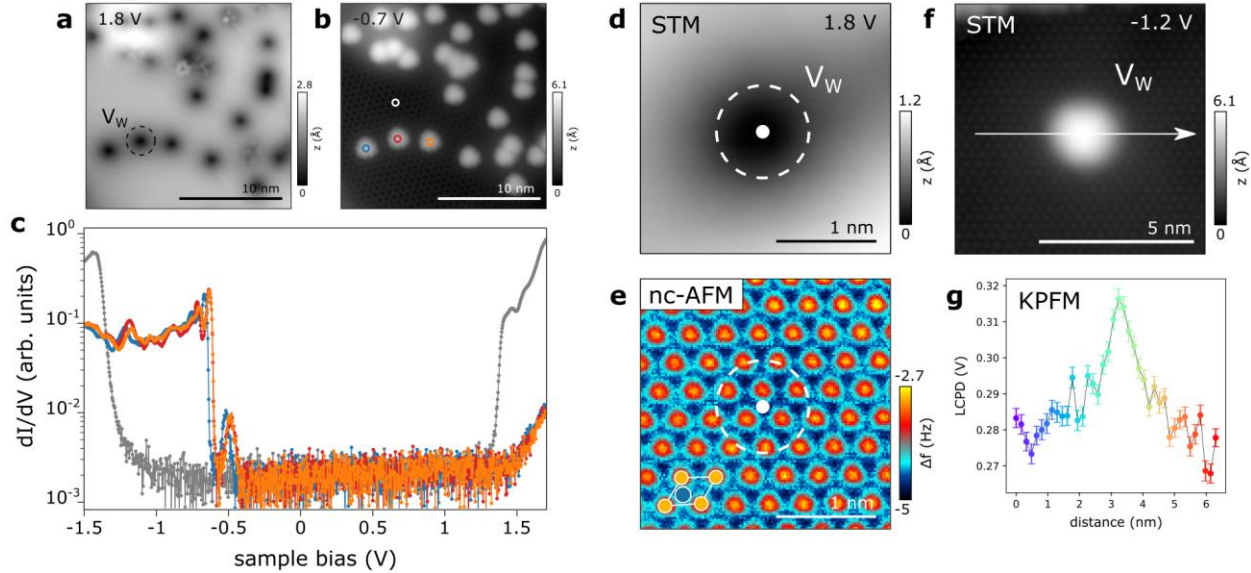 a
1.8 V
V_W
10 nm
2.8
z (Å)
0
b
-0.7 V
10 nm
6.1
z (Å)
0
c
10^0
10^-1
10^-2
10^-3
dI/dV (arb. units)
-1.5
-1
-0.5
0
0.5
1
1.5
sample bias (V)
d
STM
1.8 V
V_W
1 nm
1.2
z (Å)
0
e
nc-AFM
1 nm
-2.7
Δf (Hz)
-5
f
STM
-1.2 V
V_W
5 nm
6.1
z (Å)
0
g
KPFM
0.32
0.31
0.30
0.29
0.28
0.27
LCPD (V)
0
1
2
3
4
5
6
distance (nm)